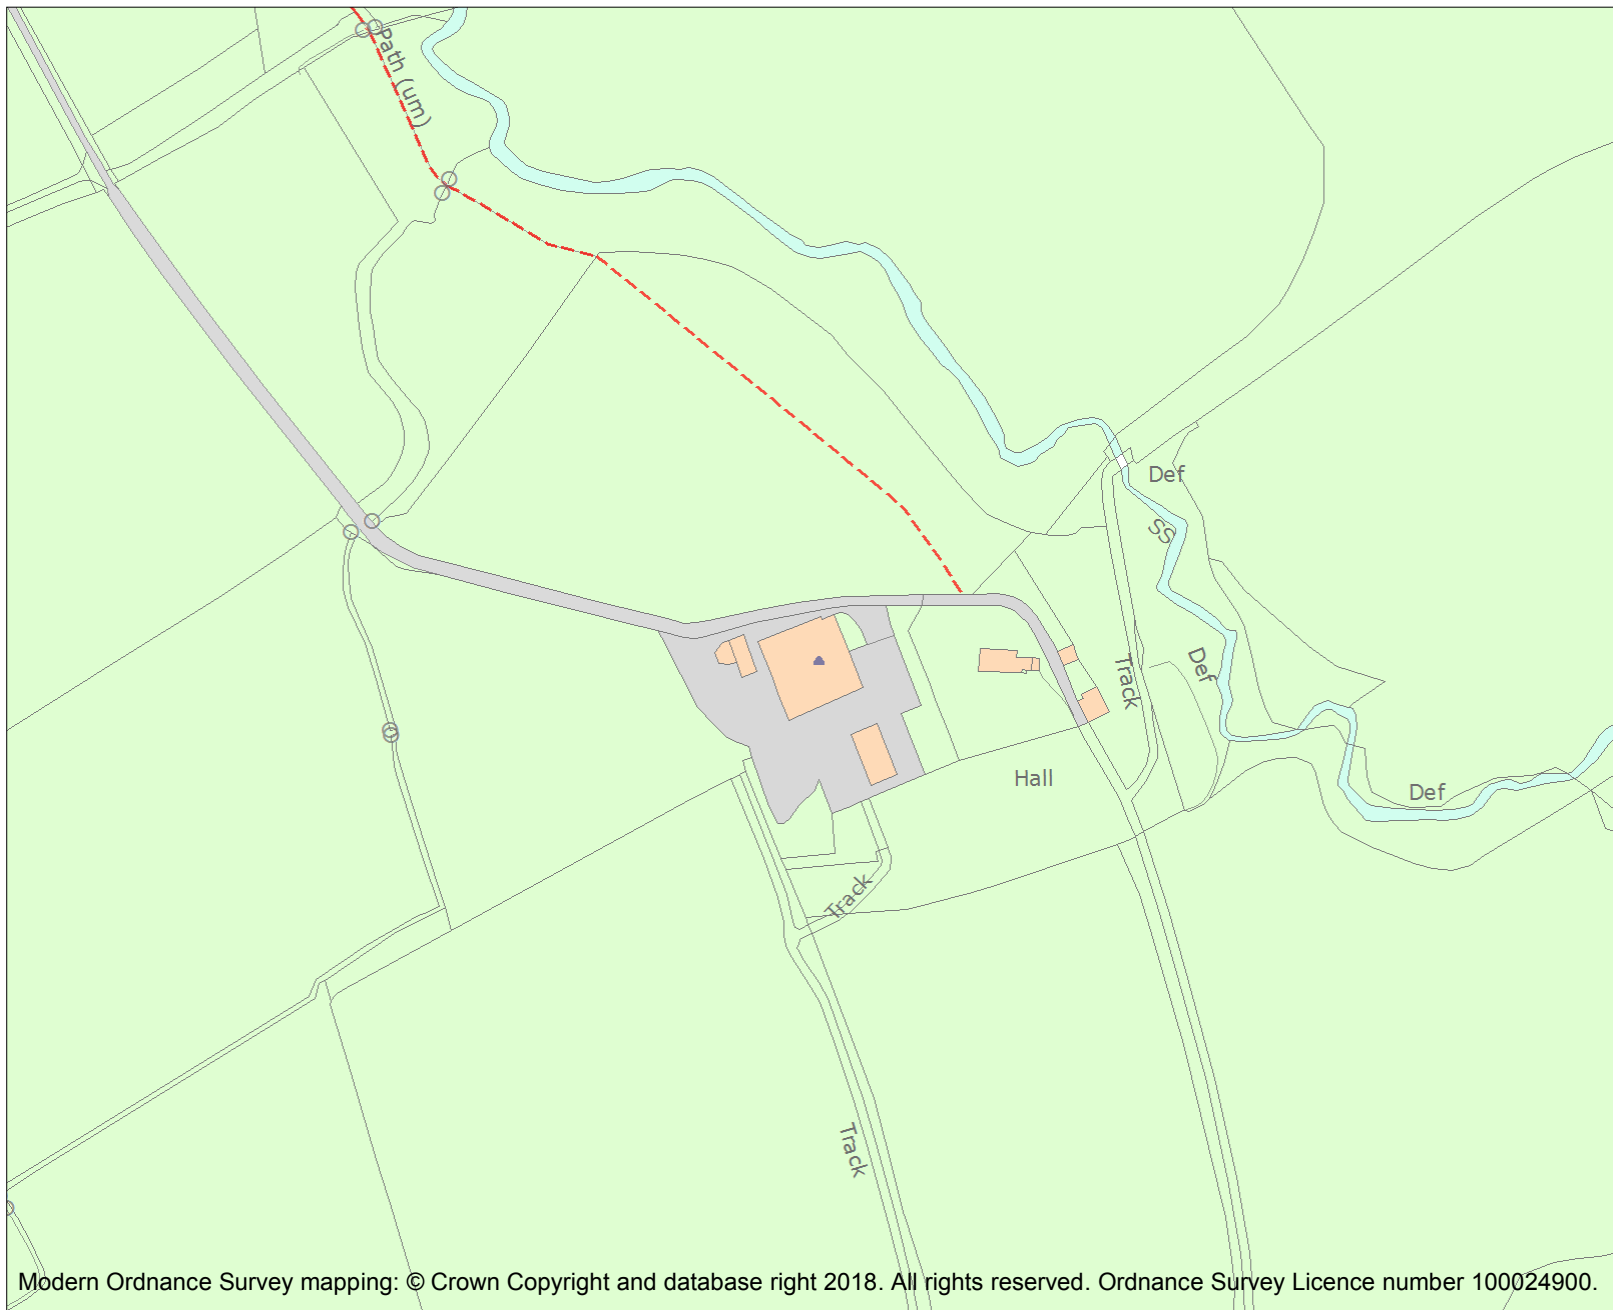 Path (um)
Def
SS
Def
Track
Hall
Def
Track
Track
Modern Ordnance Survey mapping: © Crown Copyright and database right 2018. All rights reserved. Ordnance Survey Licence number 100024900.